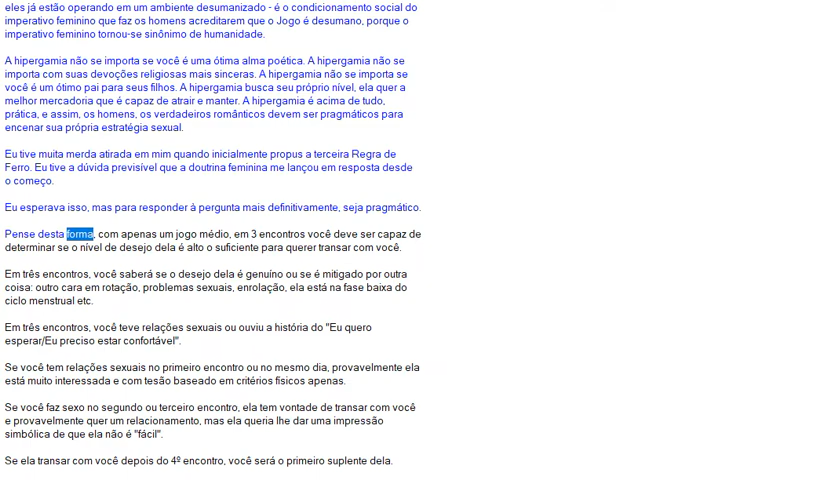 eles já estão operando em um ambiente desumanizado - é o condicionamento social do
imperativo feminino que faz os homens acreditarem que o Jogo é desumano, porque o
imperativo feminino tornou-se sinônimo de humanidade.
A hipergamia não se importa se você é uma ótima alma poética. A hipergamia não se
importa com suas devoções religiosas mais sinceras. A hipergamia não se importa se
você é um ótimo pai para seus filhos. A hipergamia busca seu próprio nível, ela quer a
melhor mercadoria que é capaz de atrair e manter. A hipergamia é acima de tudo,
prática, e assim, os homens, os verdadeiros românticos devem ser pragmáticos para
encenar sua própria estratégia sexual.
Eu tive muita merda atirada em mim quando inicialmente propus a terceira Regra de
Ferro. Eu tive a dúvida previsível que a doutrina feminina me lançou em resposta desde
o começo.
Eu esperava isso, mas para responder à pergunta mais definitivamente, seja pragmático.
Pense desta forma, com apenas um jogo médio, em 3 encontros você deve ser capaz de
determinar se o nível de desejo dela é alto o suficiente para querer transar com você.
Em três encontros, você saberá se o desejo dela é genuíno ou se é mitigado por outra
coisa: outro cara em rotação, problemas sexuais, enrolação, ela está na fase baixa do
ciclo menstrual etc.
Em três encontros, você teve relações sexuais ou ouviu a história do "Eu quero
esperar/Eu preciso estar confortável".
Se você tem relações sexuais no primeiro encontro ou no mesmo dia, provavelmente ela
está muito interessada e com tesão baseado em critérios físicos apenas.
Se você faz sexo no segundo ou terceiro encontro, ela tem vontade de transar com você
e provavelmente quer um relacionamento, mas ela queria lhe dar uma impressão
simbólica de que ela não é "fácil".
Se ela transar com você depois do 4º encontro, você será o primeiro suplente dela.